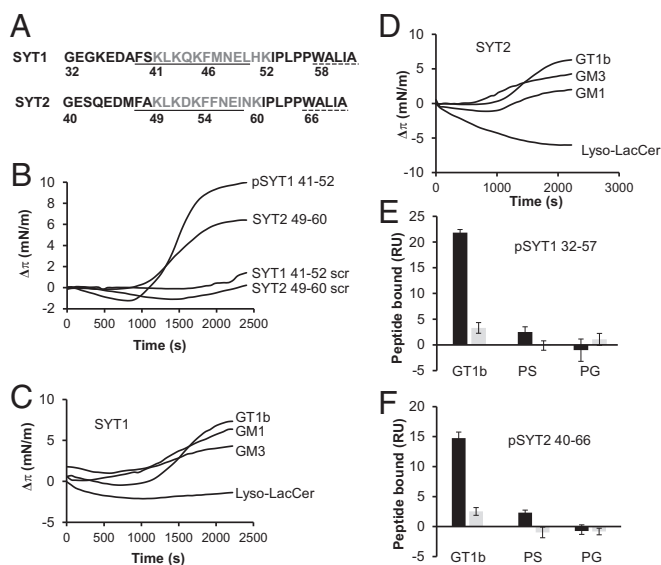 A
SYT1 GEGKEDAFSKLKQKFMNELHKIPLPPWALIA
32 41 46 52 58
SYT2 GESQEDMFAKLKDKFFNEINKIPLPPWALIA
40 49 54 60 66
B
Δπ (mN/m)
10
8
6
4
2
0
-2
-4
pSYT1 41-52
SYT2 49-60
SYT1 41-52 scr
SYT2 49-60 scr
0 500 1000 1500 2000 2500
Time (s)
C
SYT1
Δπ (mN/m)
10
5
0
-5
GT1b
GM1
GM3
Lyso-LacCer
0 500 1000 1500 2000 2500
Time (s)
D
SYT2
Δπ (mN/m)
10
5
0
-5
-10
GT1b
GM3
GM1
Lyso-LacCer
0 1000 2000 3000
Time (s)
E
pSYT1 32-57
Peptide bound (RU)
25
20
15
10
5
0
-5
GT1b PS PG
F
pSYT2 40-66
Peptide bound (RU)
20
15
10
5
0
-5
GT1b PS PG